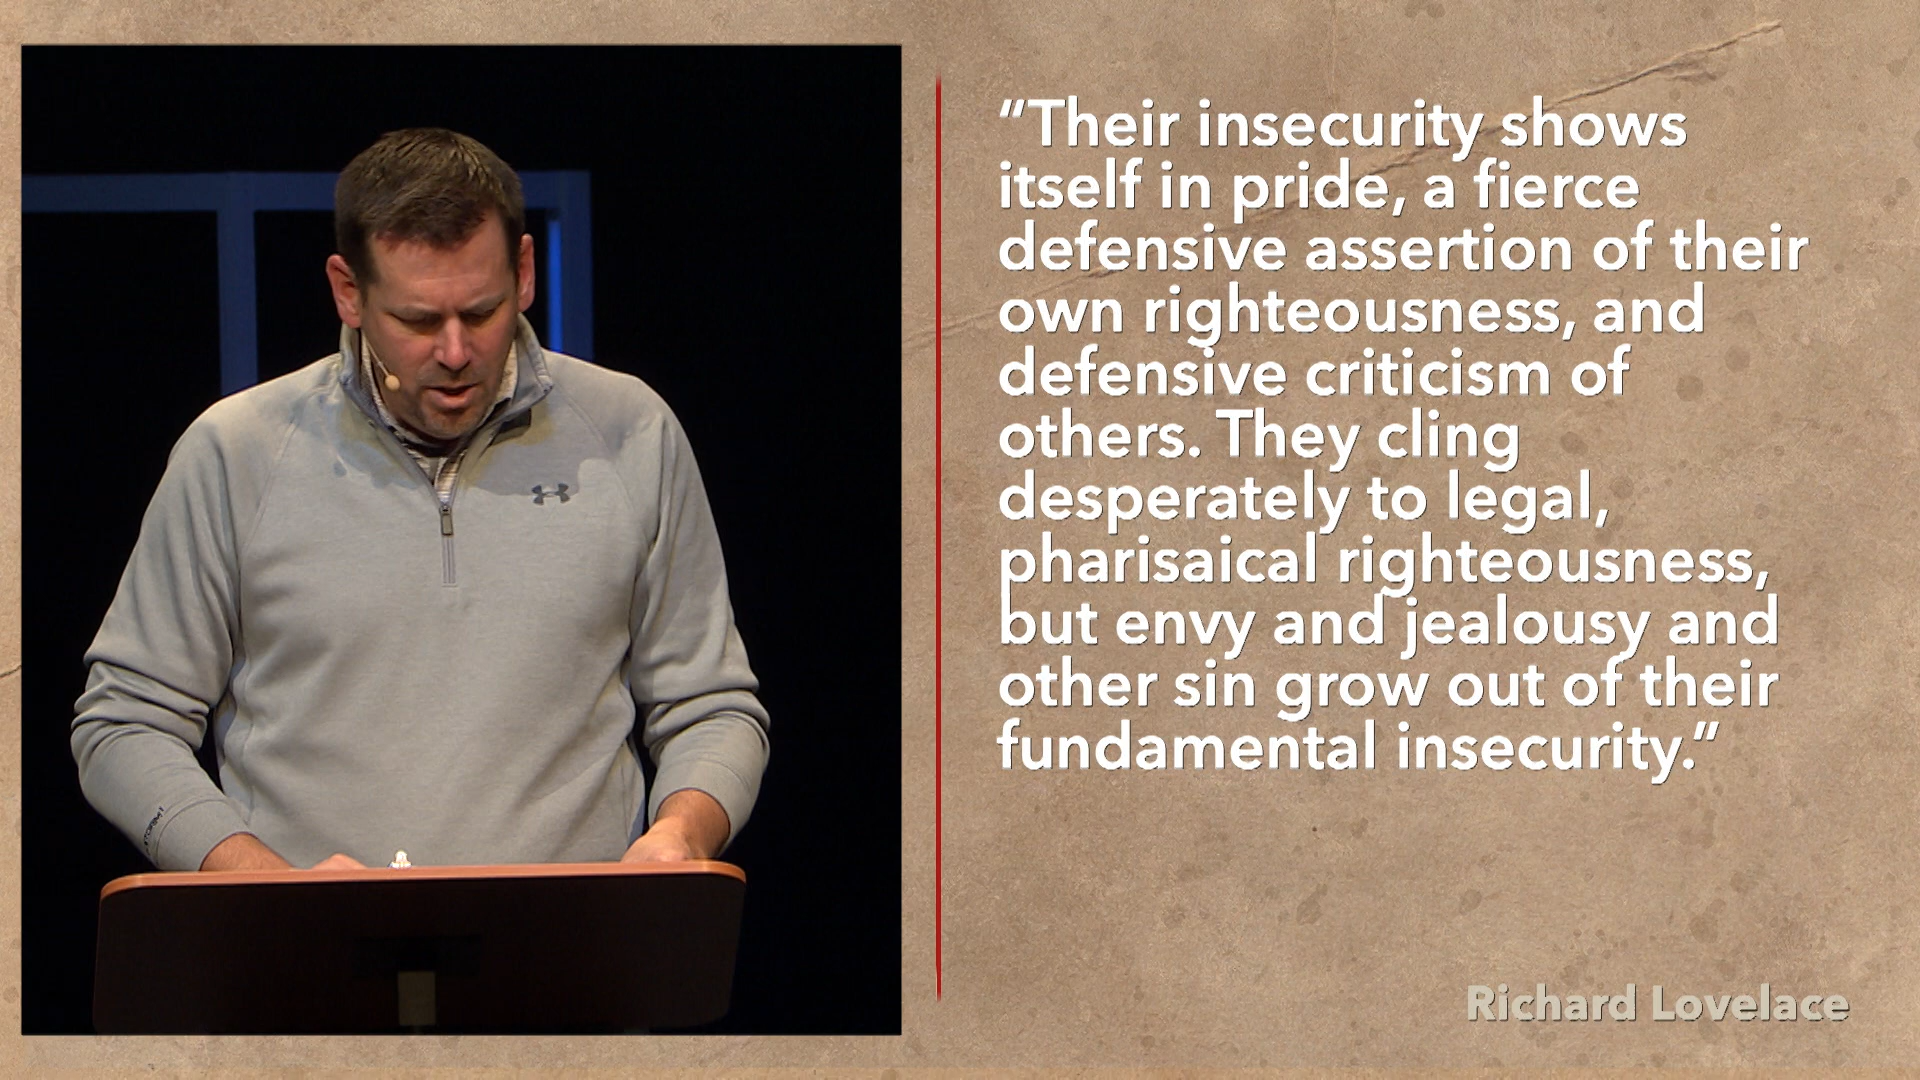 “Their insecurity shows
itself in pride, a fierce
defensive assertion of their
own righteousness, and
defensive criticism of
others. They cling
desperately to legal,
pharisaical righteousness,
but envy and jealousy and
other sin grow out of their
fundamental insecurity.”
Richard Lovelace